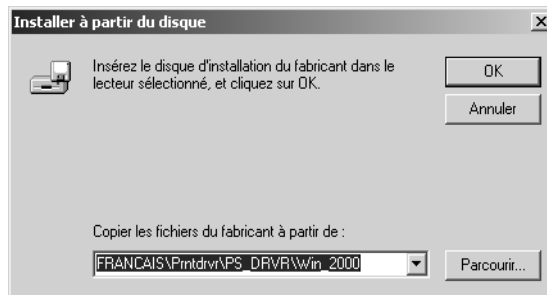 Installer à partir du disque
Insérez le disque d'installation du fabricant dans le
lecteur sélectionné, et cliquez sur OK.
OK
Annuler
Copier les fichiers du fabricant à partir de :
FRANCAIS\Prntdrvr\PS_DRVR\Win_2000
Parcourir...